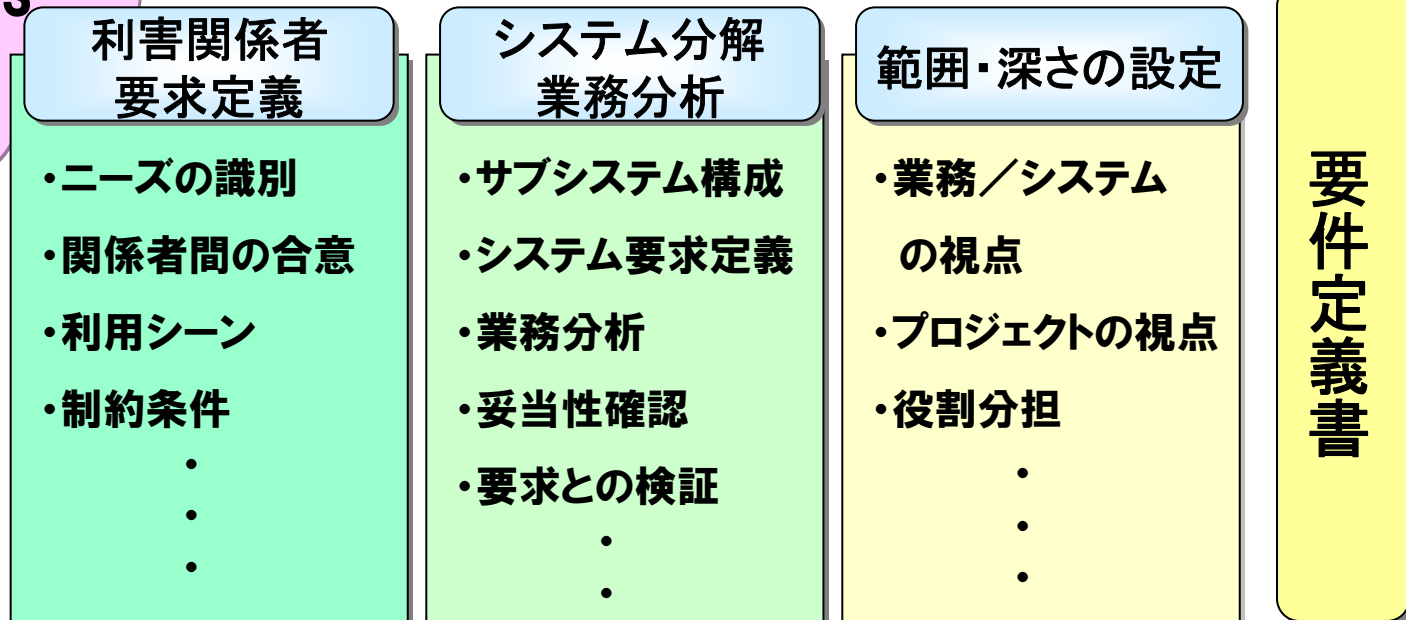 利害関係者
要求定義
・ニーズの識別
・関係者間の合意
・利用シーン
・制約条件
・
・
・
システム分解
業務分析
・サブシステム構成
・システム要求定義
・業務分析
・妥当性確認
・要求との検証
・
・
範囲・深さの設定
・業務／システム
の視点
・プロジェクトの視点
・役割分担
・
・
・
要件定義書